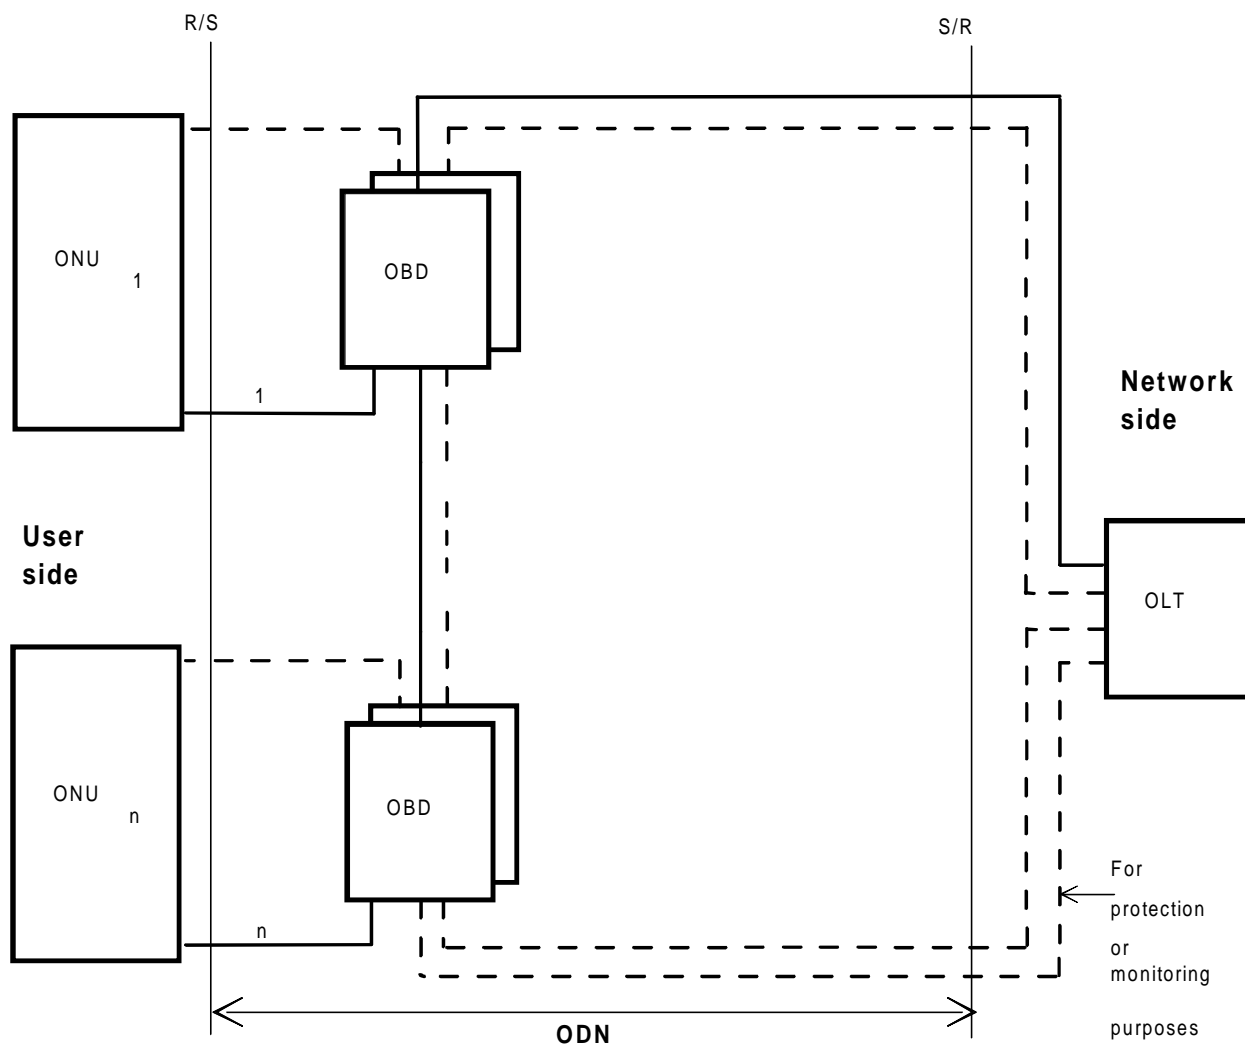 R/S
S/R
ONU
1
OBD
1
Network
side
User
side
OLT
ONU
n
OBD
n
For
protection
or
monitoring
purposes
ODN